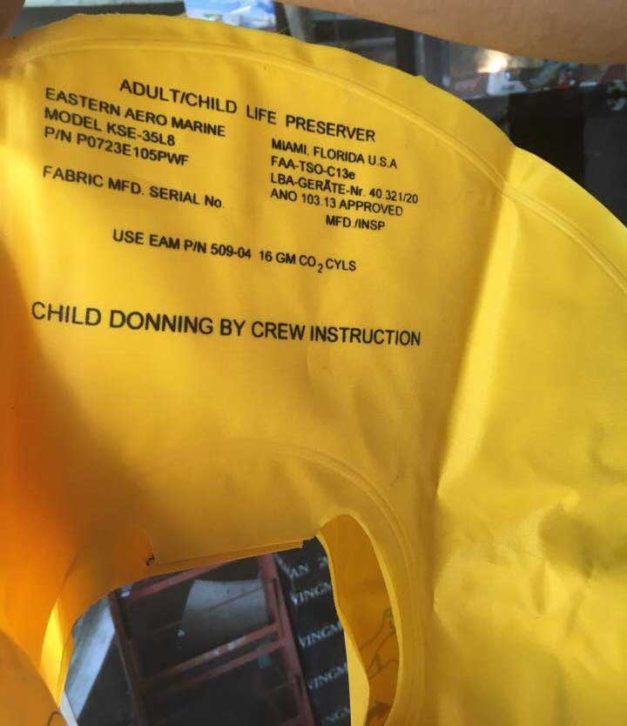 ADULT/CHILD LIFE PRESERVER
EASTERN AERO MARINE
MODEL KSE-35L8
P/N P0723E105PWF
FABRIC MFD. SERIAL No.
MIAMI, FLORIDA U.S.A
FAA-TSO-C13e
LBA-GERÄTE-Nr. 40.321/20
ANO 103.13 APPROVED
MFD./INSP
USE EAM P/N 509-04 16 GM CO₂ CYLS
CHILD DONNING BY CREW INSTRUCTION